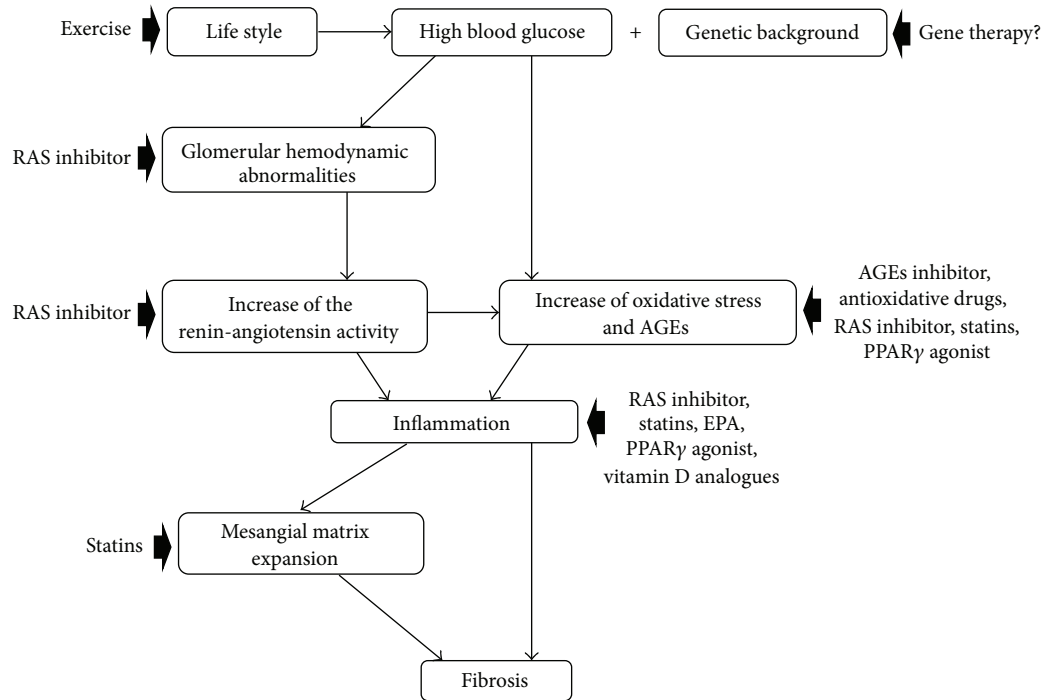 Exercise
Life style
High blood glucose
+
Genetic background
Gene therapy?
RAS inhibitor
Glomerular hemodynamic
abnormalities
RAS inhibitor
Increase of the
renin-angiotensin activity
Increase of oxidative stress
and AGEs
AGEs inhibitor,
antioxidative drugs,
RAS inhibitor, statins,
PPARγ agonist
Inflammation
RAS inhibitor,
statins, EPA,
PPARγ agonist,
vitamin D analogues
Statins
Mesangial matrix
expansion
Fibrosis